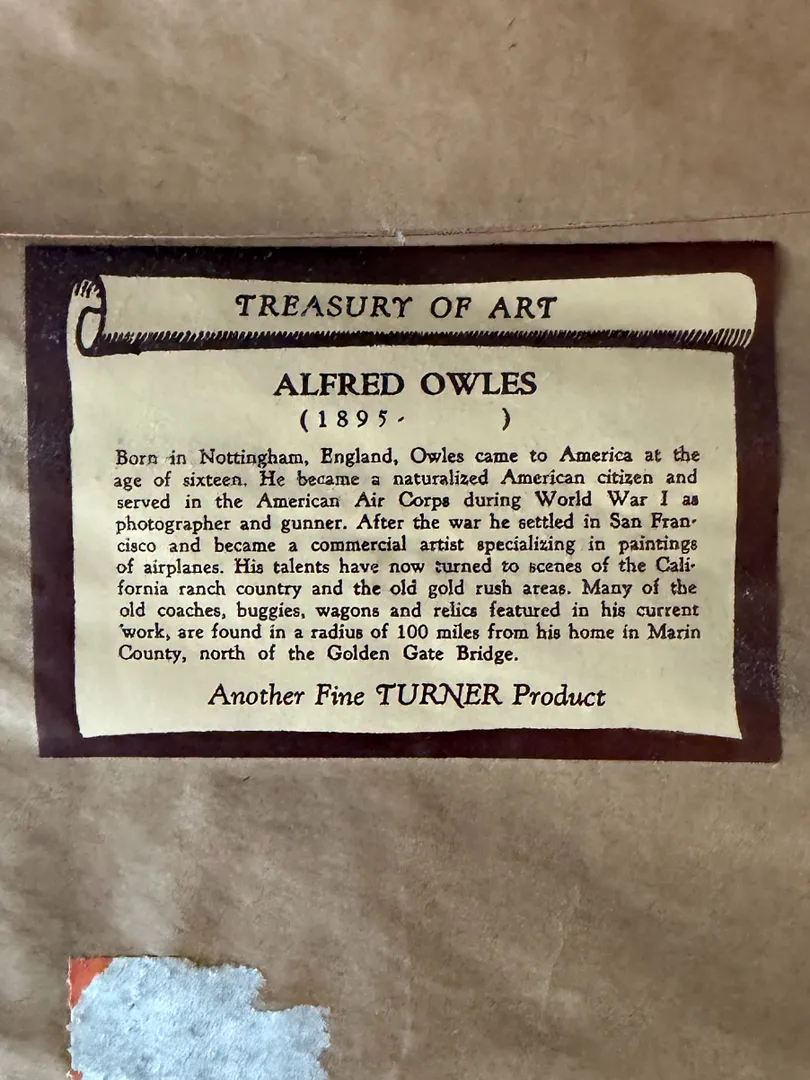 TREASURY OF ART
ALFRED OWLES
(1895- )
Born in Nottingham, England, Owles came to America at the
age of sixteen. He became a naturalized American citizen and
served in the American Air Corps during World War I as
photographer and gunner. After the war he settled in San Fran-
cisco and became a commercial artist specializing in paintings
of airplanes. His talents have now turned to scenes of the Cali-
fornia ranch country and the old gold rush areas. Many of the
old coaches, buggies, wagons and relics featured in his current
work, are found in a radius of 100 miles from his home in Marin
County, north of the Golden Gate Bridge.
Another Fine TURNER Product